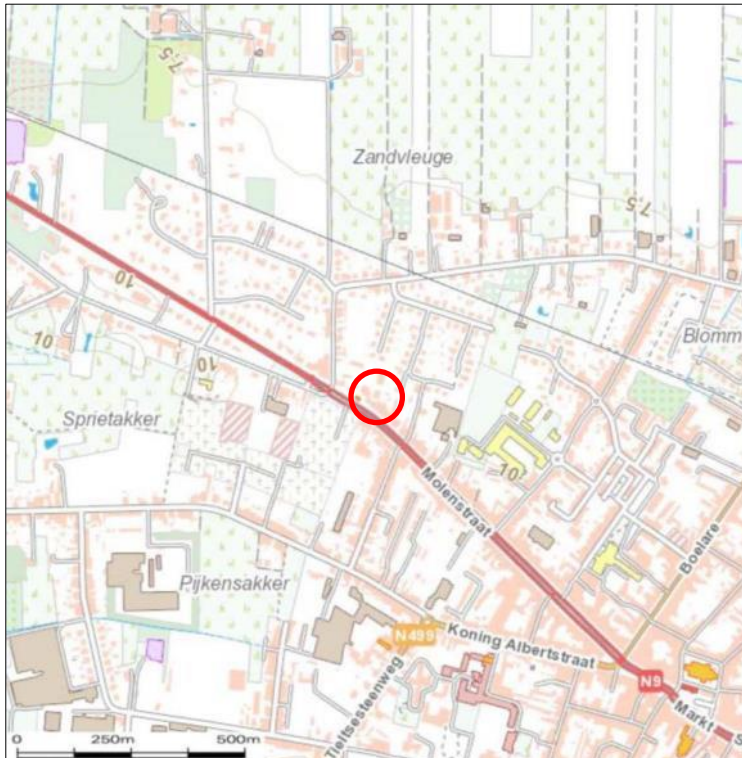 7,5
Zandvleuge
7,5
10
10
10
Blomm
Sprietakker
10
Molenstraat
Boelare
Pijkensakker
N499
Koning Albertstraat
N9
Tieltsesteenweg
Markt
S
0 250m 500m